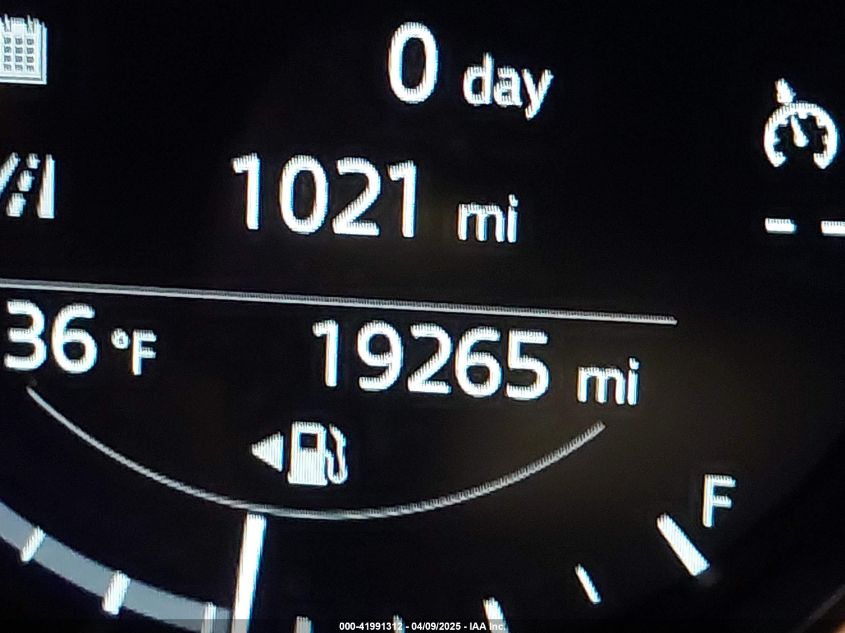 0 day
1021 mi
36 °F 19265 mi
F
000-41991312 - 04/09/2025 - IAA Inc.